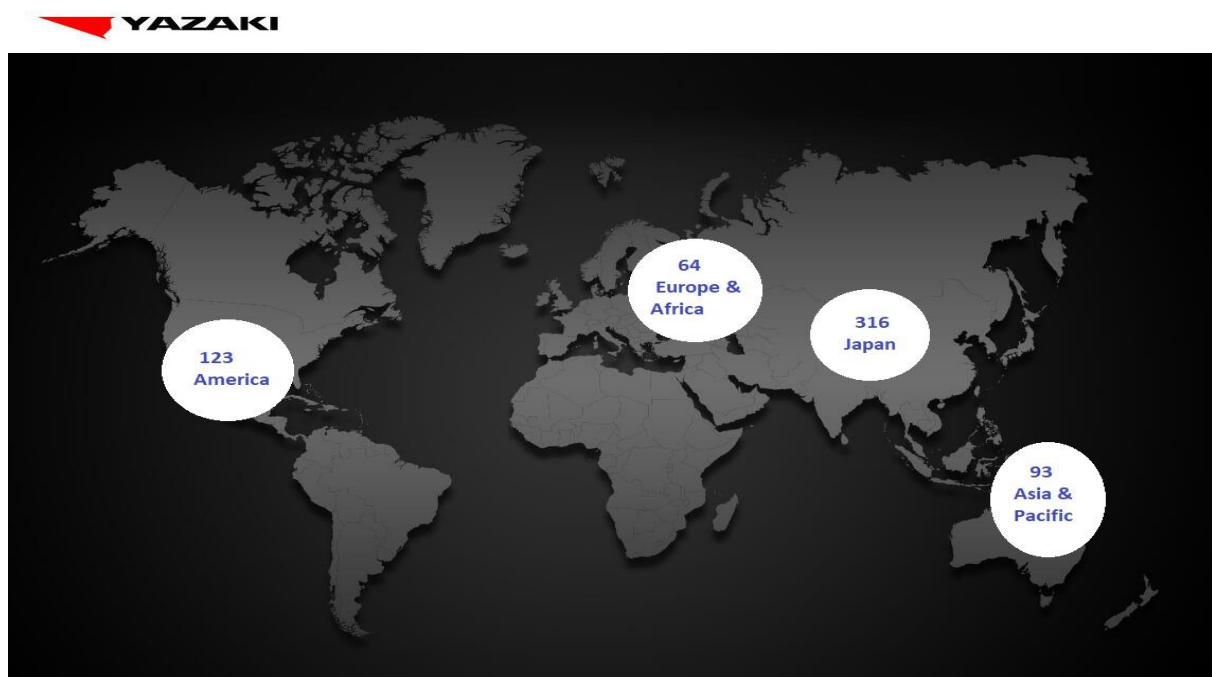 YAZAKI
64
Europe &
Africa
316
Japan
123
America
93
Asia &
Pacific